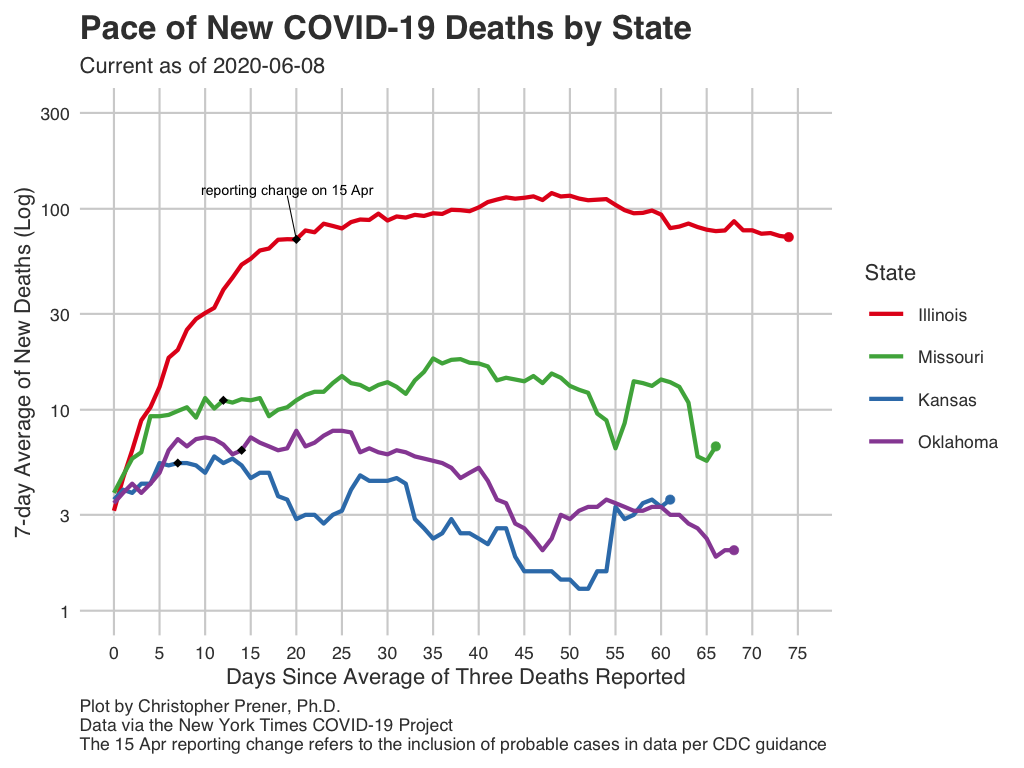 Pace of New COVID-19 Deaths by State
Current as of 2020-06-08
7-day Average of New Deaths (Log)
300
100
30
10
3
1
reporting change on 15 Apr
0 5 10 15 20 25 30 35 40 45 50 55 60 65 70 75
Days Since Average of Three Deaths Reported
State
Illinois
Missouri
Kansas
Oklahoma
Plot by Christopher Prener, Ph.D.
Data via the New York Times COVID-19 Project
The 15 Apr reporting change refers to the inclusion of probable cases in data per CDC guidance